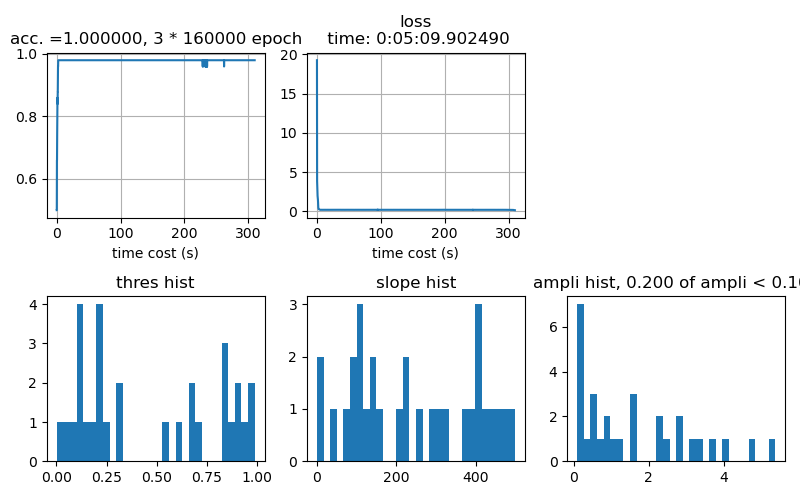 acc. =1.000000, 3 * 160000 epoch
1.0
0.8
0.6
0 100 200 300
time cost (s)
loss
time: 0:05:09.902490
20
15
10
5
0
0 100 200 300
time cost (s)
thres hist
4
3
2
1
0
0.00 0.25 0.50 0.75 1.00
slope hist
3
2
1
0
0 200 400
ampli hist, 0.200 of ampli < 0.10
6
4
2
0
0 2 4